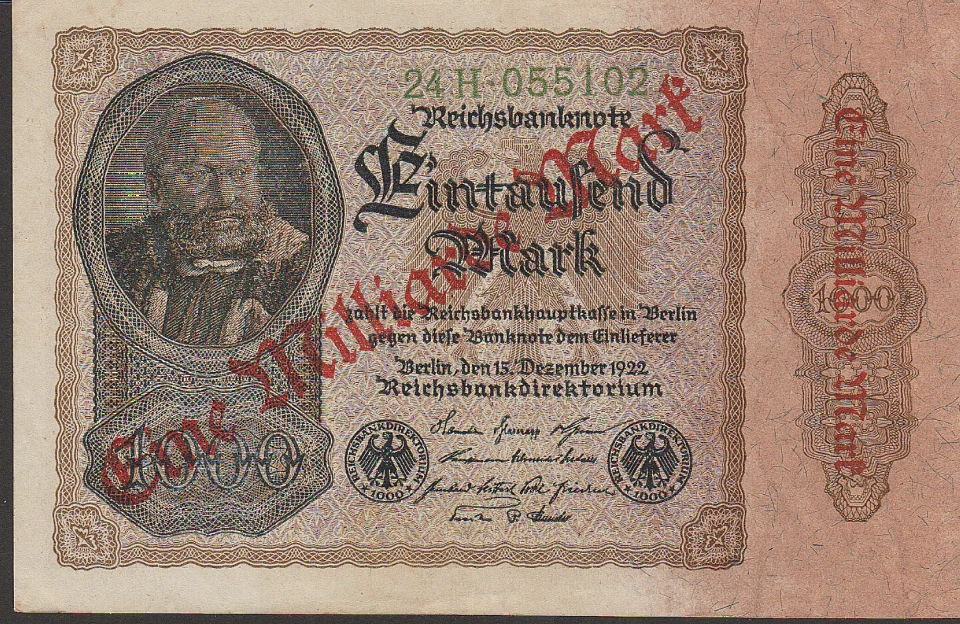 24H·055102
Reichsbanknote
Eintausend
Mark
zahlt die Reichsbankhauptkasse in Berlin
gegen diese Banknote dem Einlieferer
Berlin, den 15. Dezember 1922
Reichsbankdirektorium
Eine Milliarde Mark
1000
REICHSBANKDIREKTORIUM
1000
REICHSBANKDIREKTORIUM
1000
Eine Milliarde Mark
1000